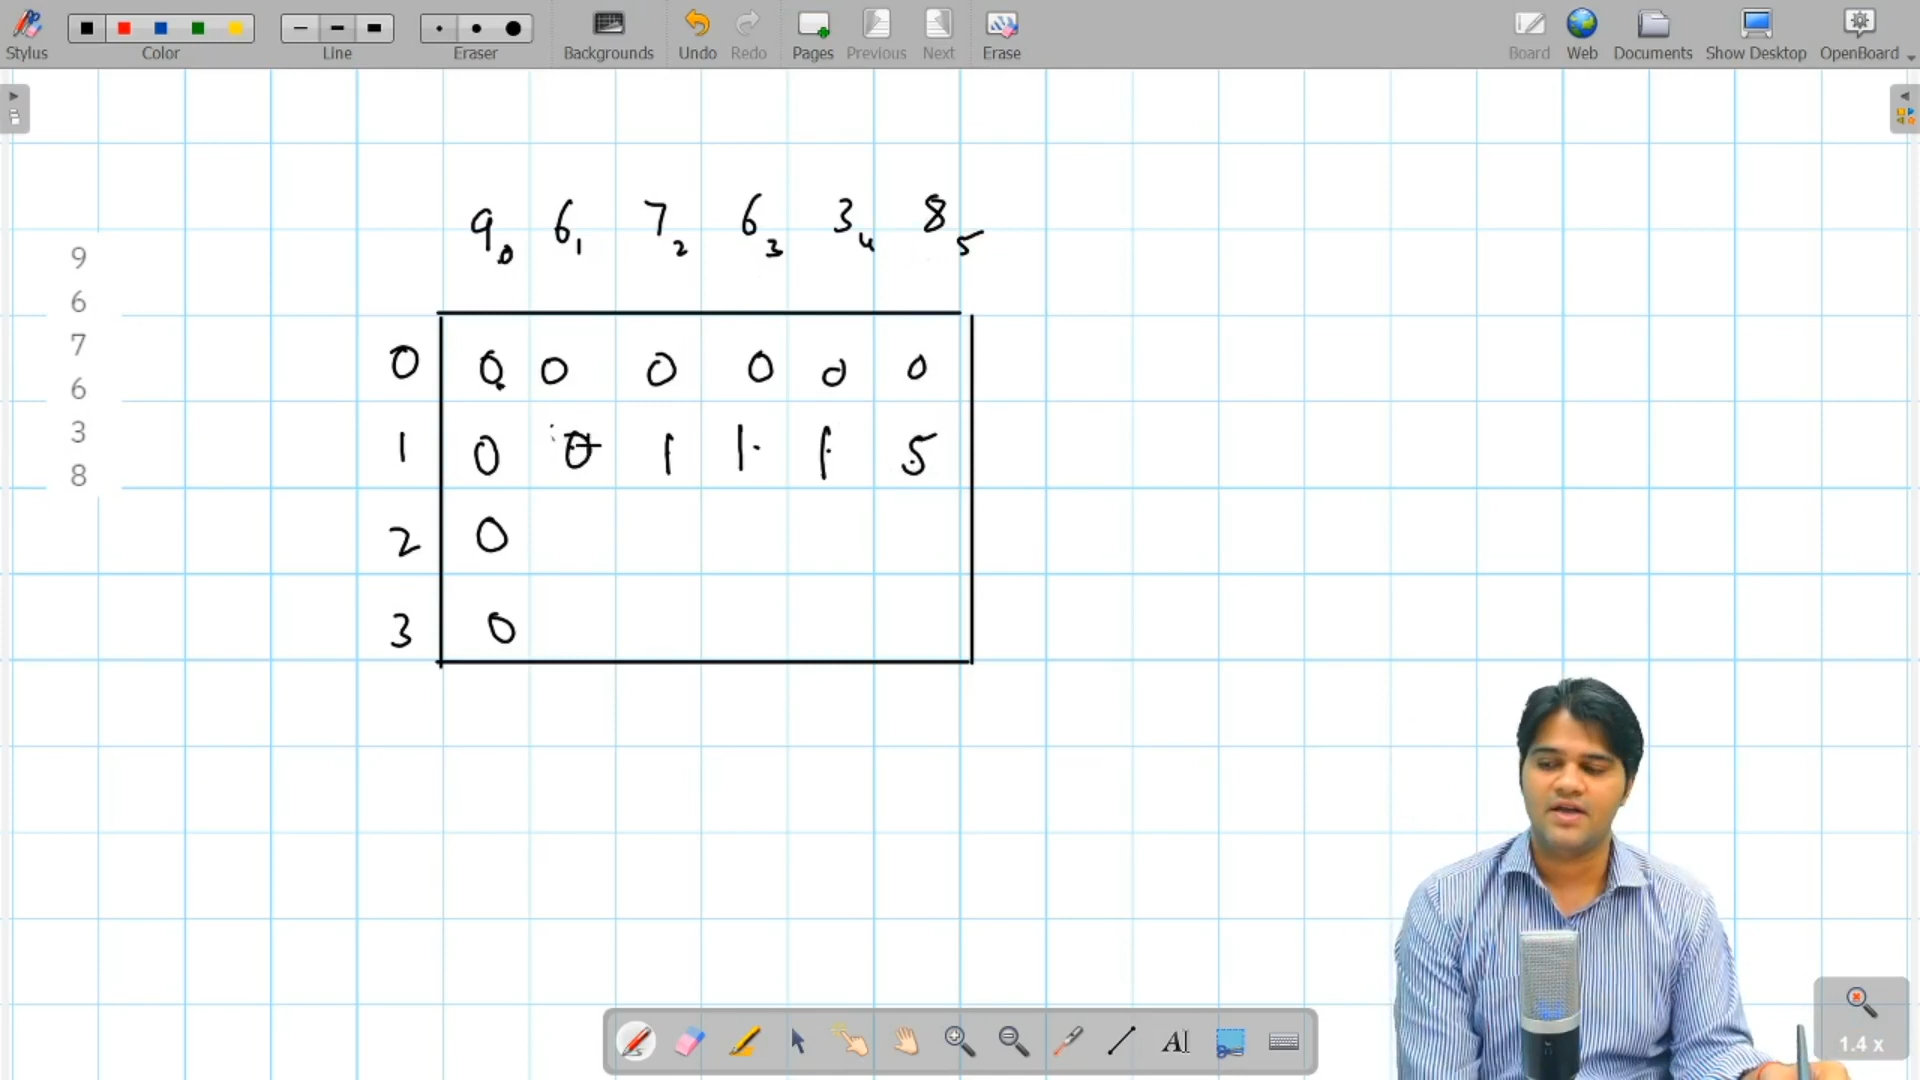 Stylus Color Line Eraser Backgrounds Undo Redo Pages Previous Next Erase Board Web Documents Show Desktop OpenBoard
9
6
7
6
3
8
9₀ 6₁ 7₂ 6₃ 3₄ 8₅
0 0 0 0 0 0 0
1 0 0 1 1 1 5
2 0
3 0
AI
1.4 x